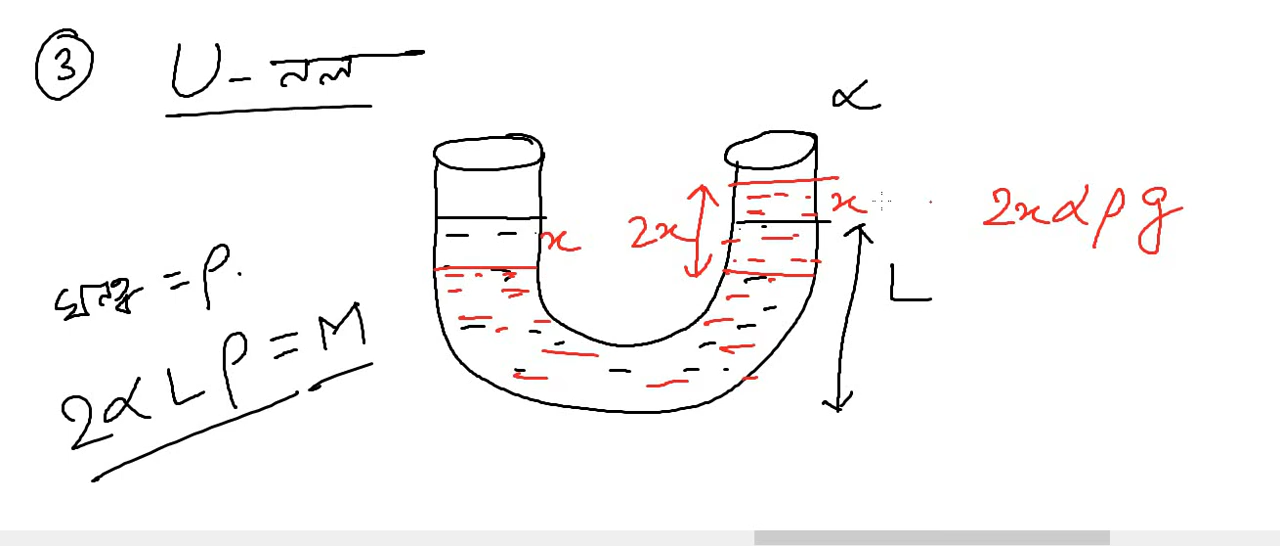 ③ U-নল
α
x
2x
x
2xαρg
ঘনত্ব = ρ.
L
2αLρ = M